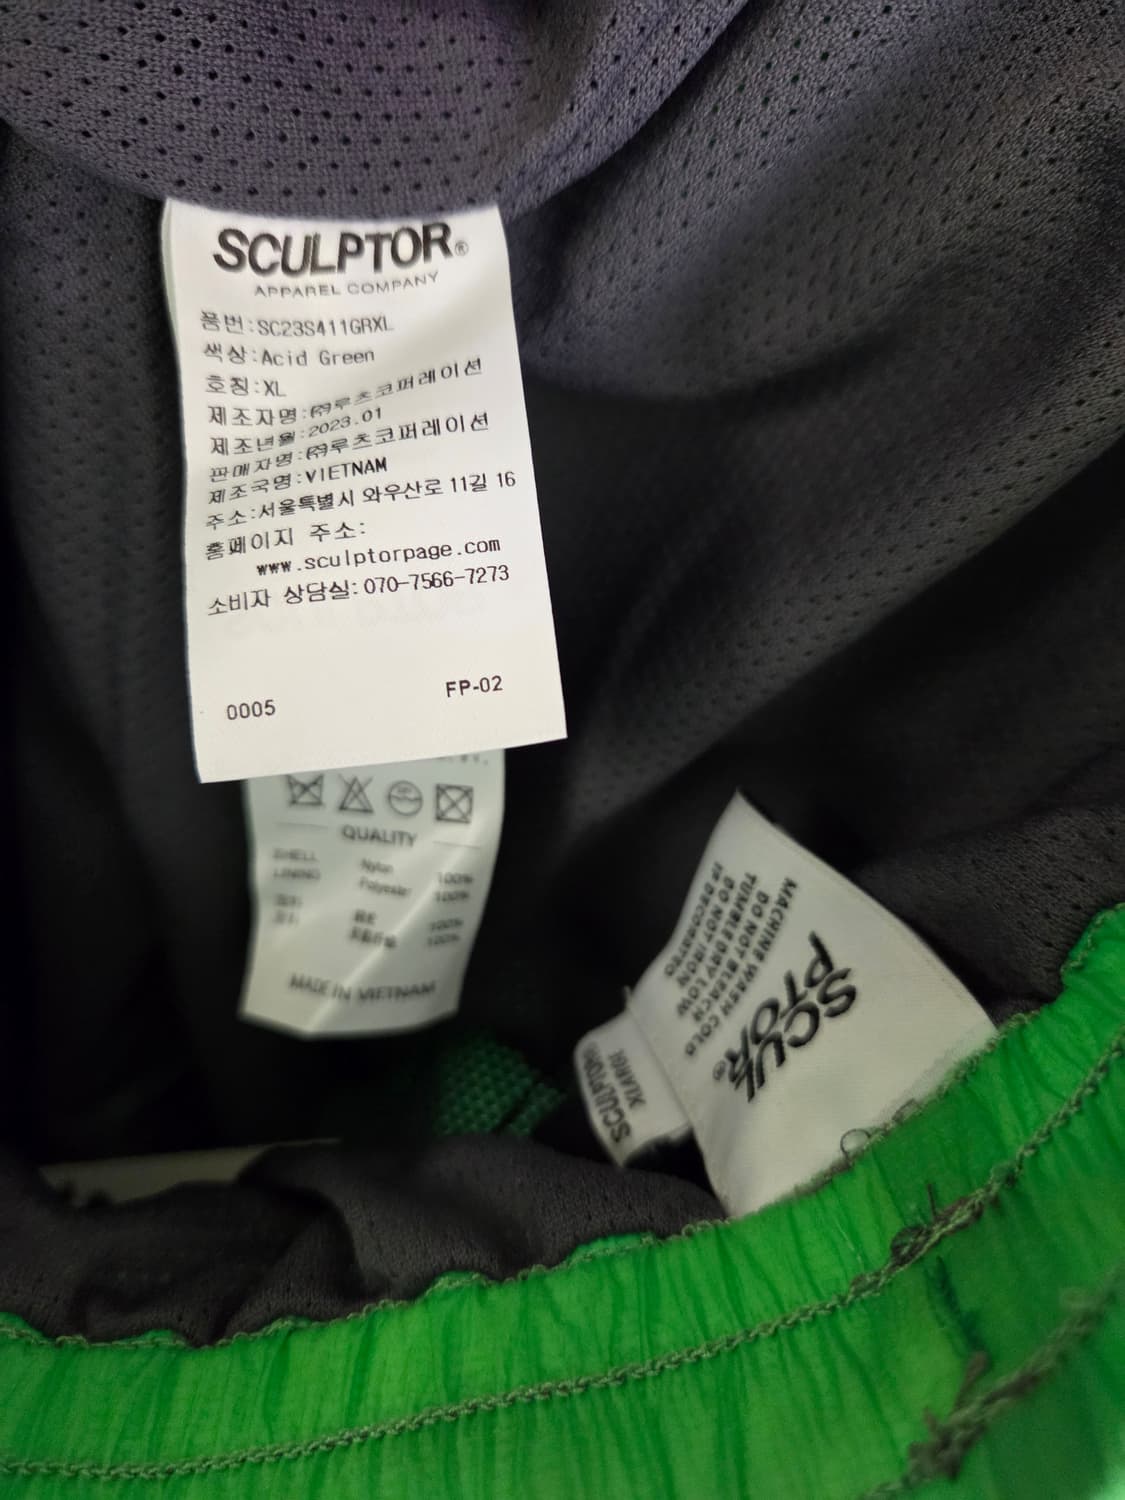 SCULPTOR®
APPAREL COMPANY
품번:SC23S411GRXL
색상:Acid Green
호칭:XL
제조자명:㈜루츠코퍼레이션
제조년월:2023.01
판매자명:㈜루츠코퍼레이션
제조국명:VIETNAM
주소:서울특별시 와우산로 11길 16
홈페이지 주소:
www.sculptorpage.com
소비자 상담실:070-7566-7273
0005 FP-02
QUALITY
SHELL Nylon 100%
LINING Polyester 100%
100%
100%
MADE IN VIETNAM
SCUL
PTOR®
MACHINE WASH COLD
DO NOT BLEACH
TUMBLE DRY LOW
DO NOT IRON
IF DECORATED
SCULPTOR